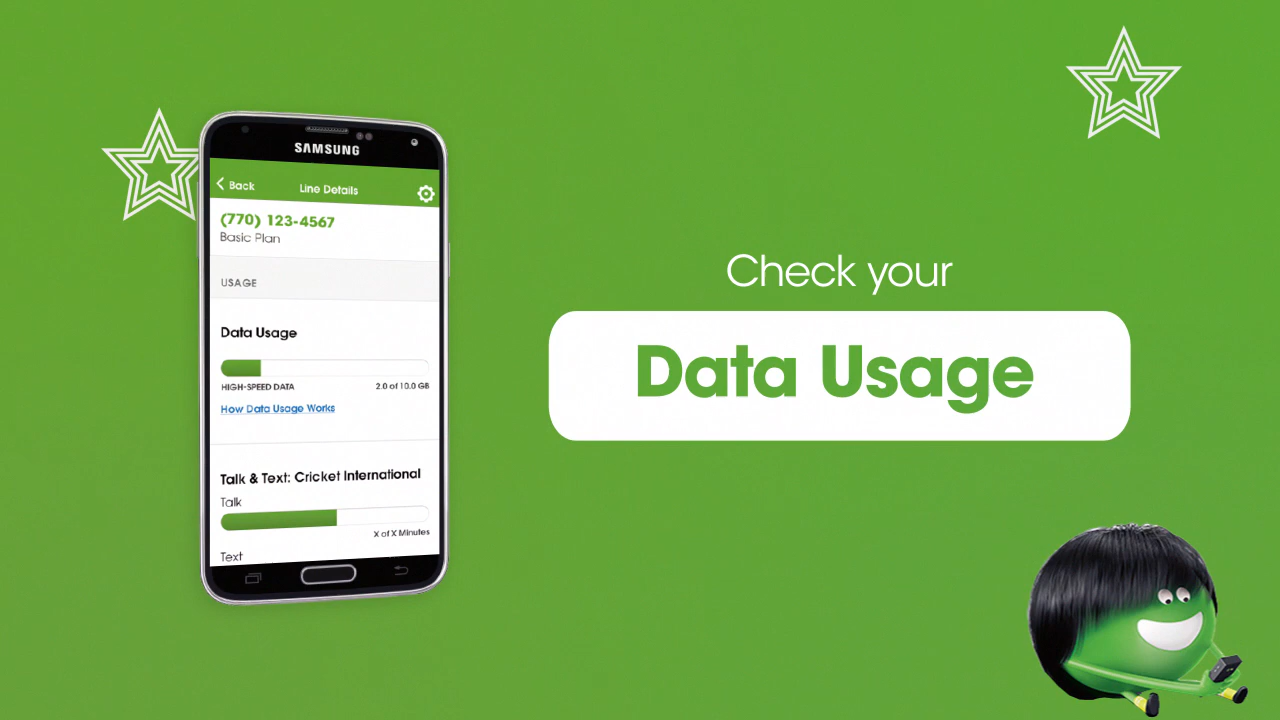 SAMSUNG
Back
Line Details
(770) 123-4567
Basic Plan
USAGE
Data Usage
HIGH-SPEED DATA
2.0 of 10.0 GB
How Data Usage Works
Talk & Text: Cricket International
Talk
X of X Minutes
Text
Check your
Data Usage